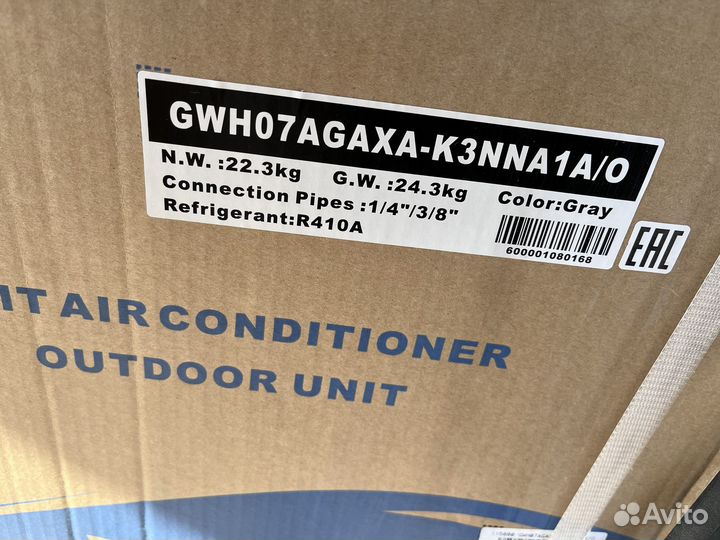 GWH07AGAXA-K3NNA1A/O
N.W. :22.3kg G.W. :24.3kg Color:Gray
Connection Pipes :1/4"/3/8"
Refrigerant:R410A
600001080168
EAC
IT AIR CONDITIONER
OUTDOOR UNIT
Avito